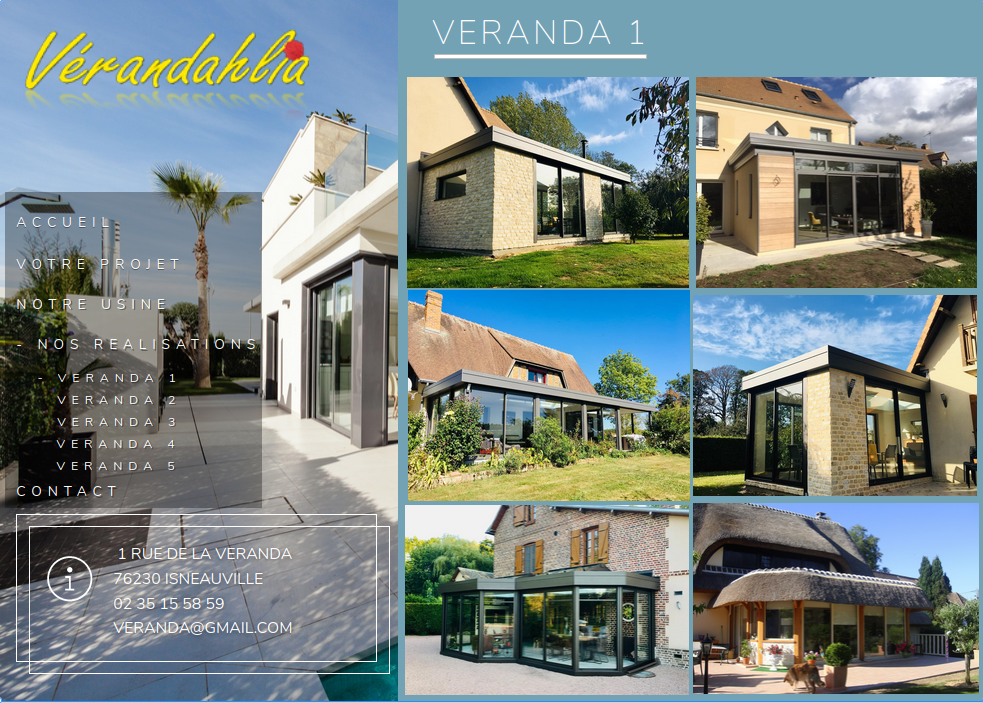 Vérandahlia
ACCUEIL
VOTRE PROJET
NOTRE USINE
- NOS REALISATIONS
- VERANDA 1
VERANDA 2
VERANDA 3
VERANDA 4
VERANDA 5
CONTACT
1 RUE DE LA VERANDA
76230 ISNEAUVILLE
02 35 15 58 59
VERANDA@GMAIL.COM
VERANDA 1